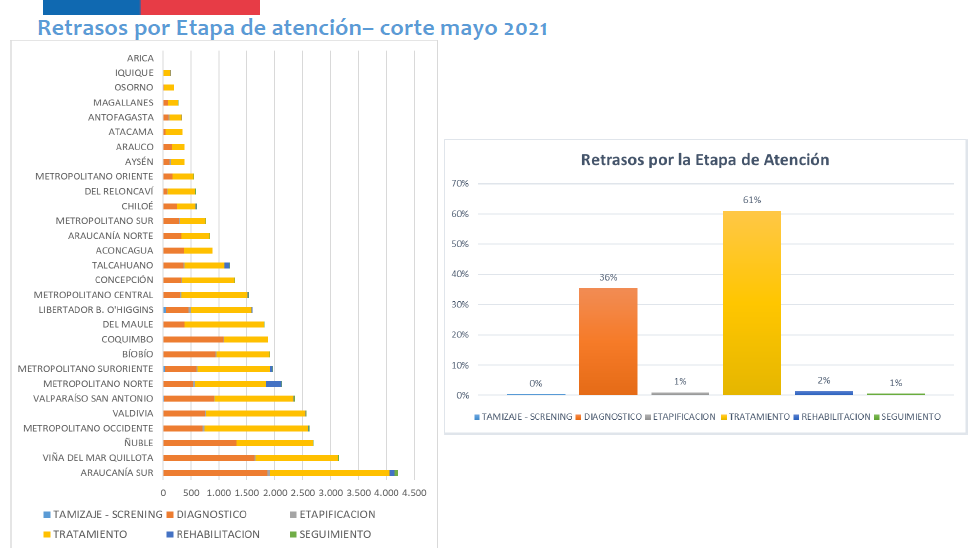 Retrasos por Etapa de atención– corte mayo 2021
ARICA
IQUIQUE
OSORNO
MAGALLANES
ANTOFAGASTA
ATACAMA
ARAUCO
AYSÉN
METROPOLITANO ORIENTE
DEL RELONCAVÍ
CHILOÉ
METROPOLITANO SUR
ARAUCANÍA NORTE
ACONCAGUA
TALCAHUANO
CONCEPCIÓN
METROPOLITANO CENTRAL
LIBERTADOR B. O'HIGGINS
DEL MAULE
COQUIMBO
BÍOBÍO
METROPOLITANO SURORIENTE
METROPOLITANO NORTE
VALPARAÍSO SAN ANTONIO
VALDIVIA
METROPOLITANO OCCIDENTE
ÑUBLE
VIÑA DEL MAR QUILLOTA
ARAUCANÍA SUR
0 500 1.000 1.500 2.000 2.500 3.000 3.500 4.000 4.500
TAMIZAJE - SCRENING DIAGNOSTICO ETAPIFICACION
TRATAMIENTO REHABILITACION SEGUIMIENTO
Retrasos por la Etapa de Atención
70%
60%
50%
40%
30%
20%
10%
0%
0% 36% 1% 61% 2% 1%
TAMIZAJE - SCRENING DIAGNOSTICO ETAPIFICACION TRATAMIENTO REHABILITACION SEGUIMIENTO